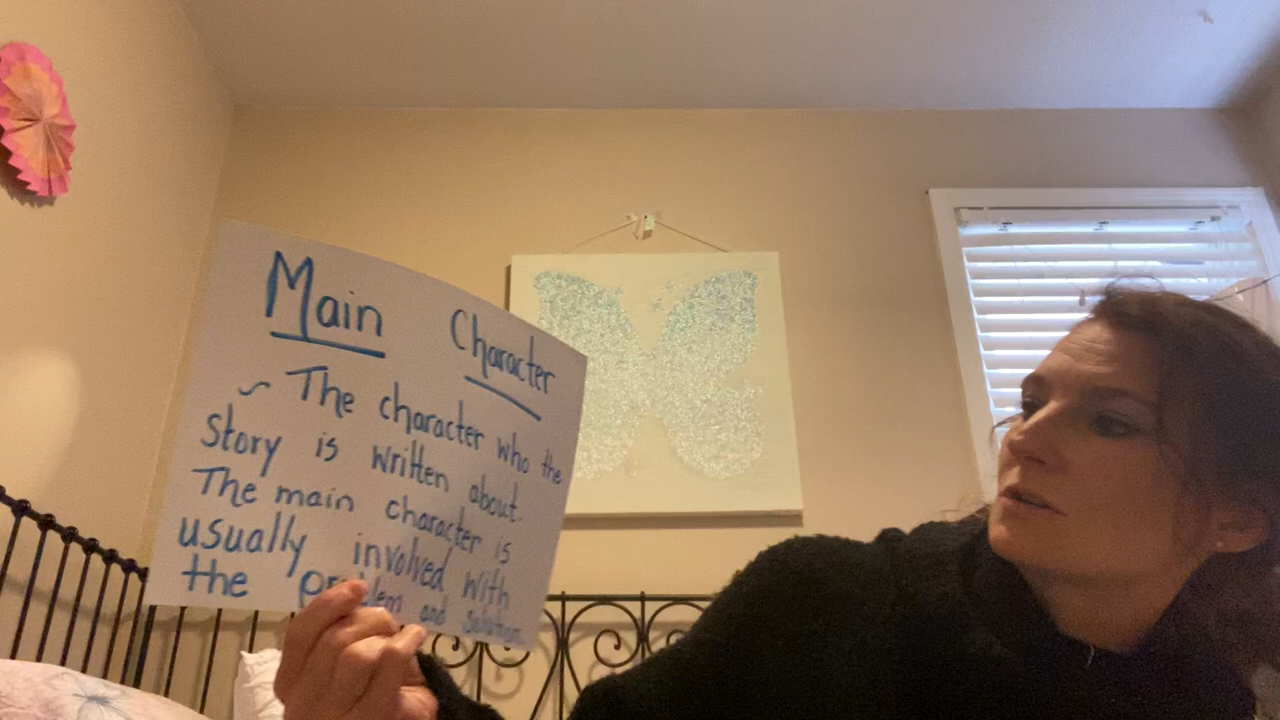 Main Character
~ The character who the
story is written about.
The main character is
usually involved with
the problem and solution.